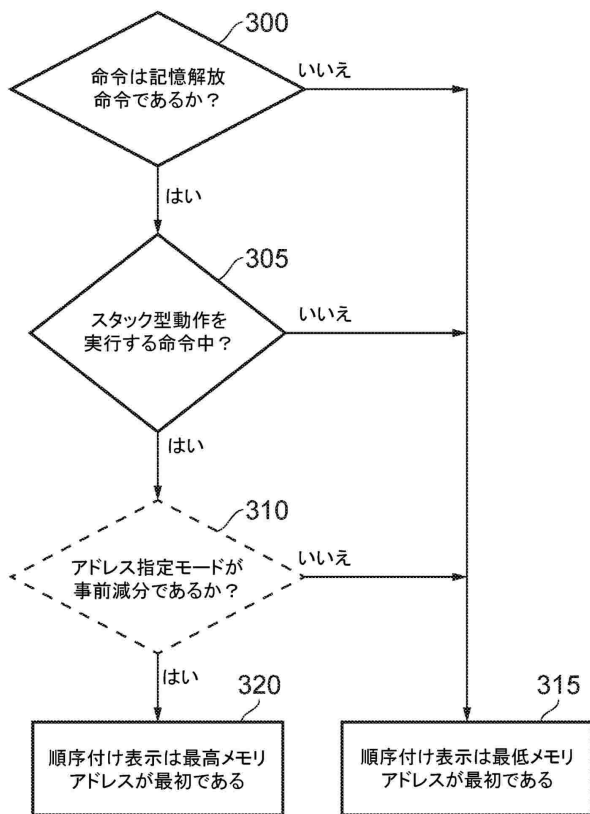 300
命令は記憶解放
命令であるか？
いいえ
はい
305
スタック型動作を
実行する命令中？
いいえ
はい
310
アドレス指定モードが
事前減分であるか？
いいえ
はい
320
順序付け表示は最高メモリ
アドレスが最初である
315
順序付け表示は最低メモリ
アドレスが最初である